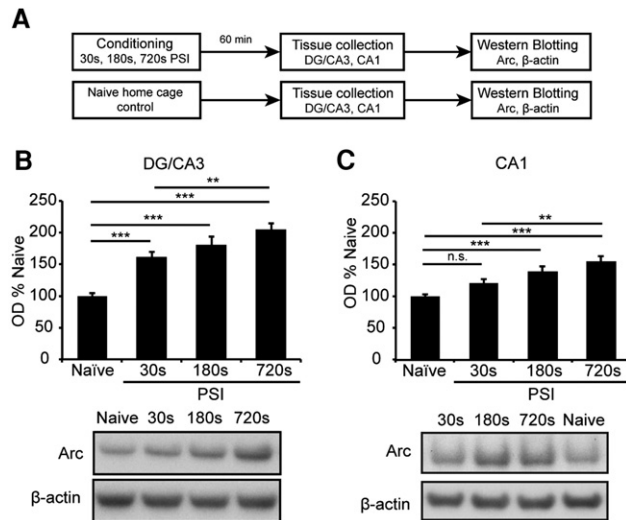 A
Conditioning
30s, 180s, 720s PSI
60 min
Tissue collection
DG/CA3, CA1
Western Blotting
Arc, β-actin
Naive home cage
control
Tissue collection
DG/CA3, CA1
Western Blotting
Arc, β-actin
B
DG/CA3
**
***
***
***
OD % Naive
250
200
150
100
50
0
Naïve 30s 180s 720s
PSI
Naive 30s 180s 720s
Arc
β-actin
C
CA1
**
***
***
n.s.
OD % Naive
250
200
150
100
50
0
Naïve 30s 180s 720s
PSI
30s 180s 720s Naive
Arc
β-actin